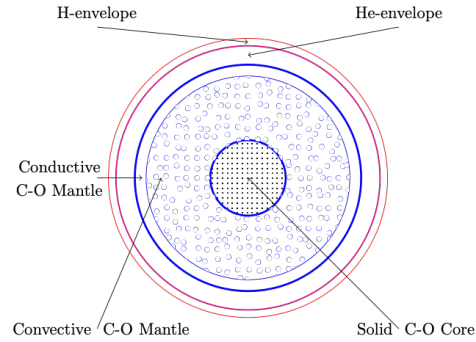 H-envelope
He-envelope
Conductive
C-O Mantle
Convective C-O Mantle
Solid C-O Core